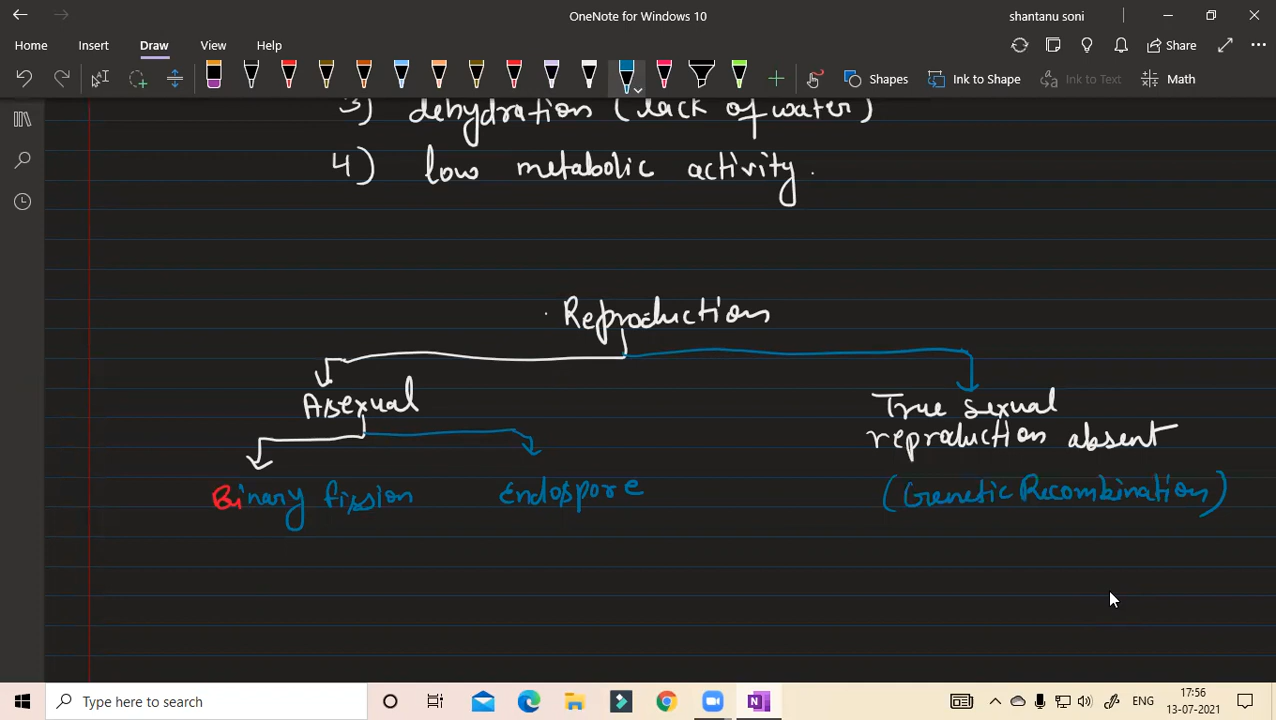 OneNote for Windows 10
shantanu soni
Home Insert Draw View Help
Share
Shapes Ink to Shape Ink to Text Math
3) dehydration (lack of water)
4) low metabolic activity.
Reproduction
Asexual
True sexual
reproduction absent
Binary fission Endospore (Genetic Recombination)
Type here to search
ENG
17:56
13-07-2021